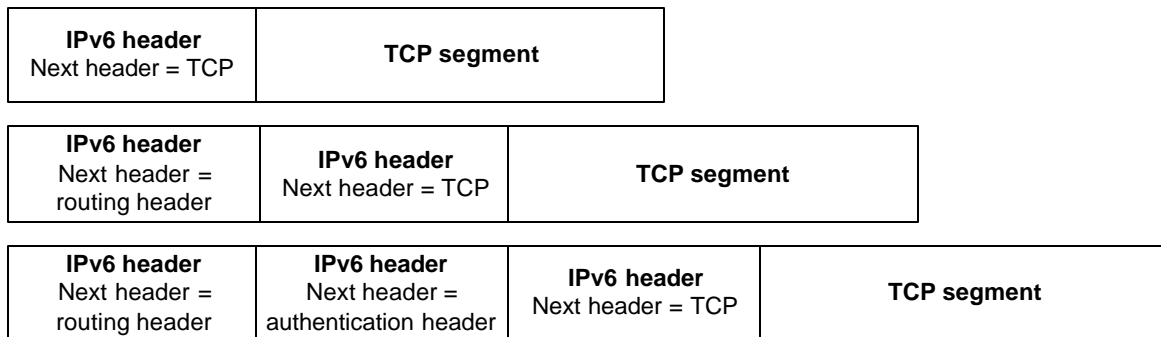 IPv6 header
Next header = TCP
TCP segment
IPv6 header
Next header =
routing header
IPv6 header
Next header = TCP
TCP segment
IPv6 header
Next header =
routing header
IPv6 header
Next header =
authentication header
IPv6 header
Next header = TCP
TCP segment